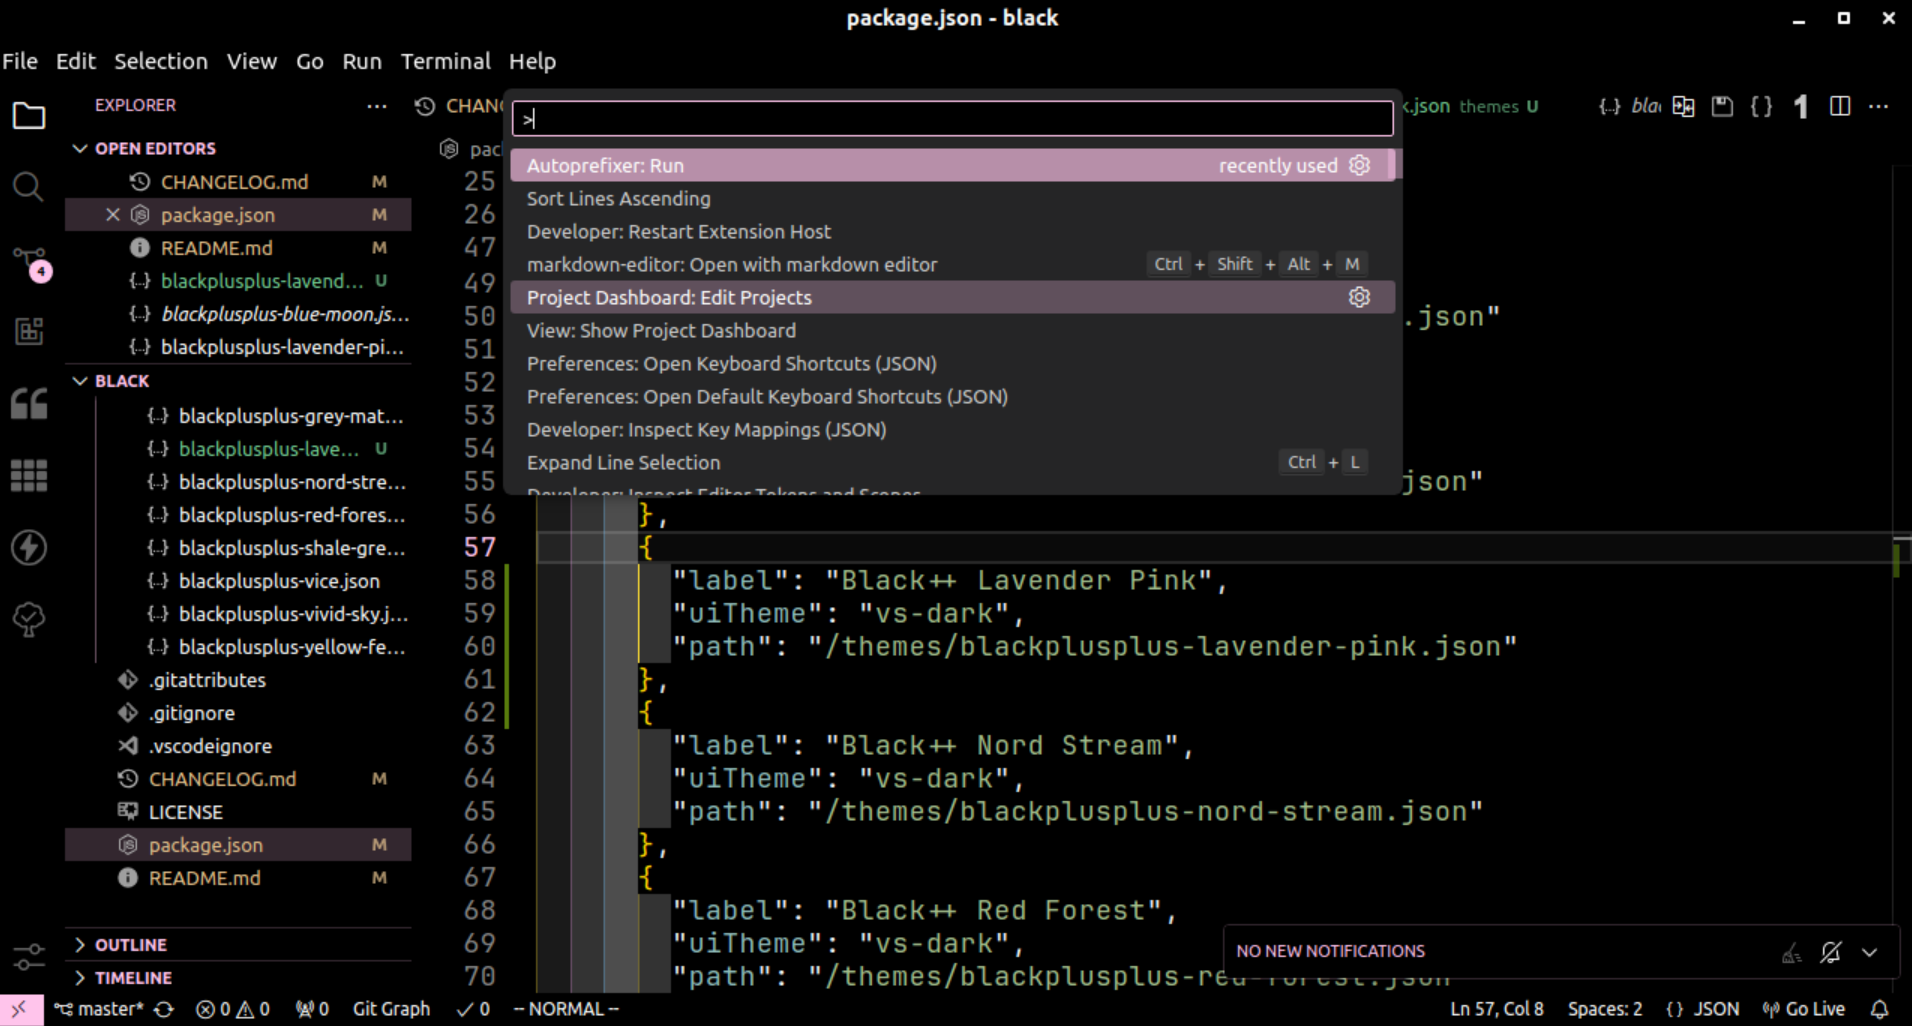 package.json - black
File Edit Selection View Go Run Terminal Help
EXPLORER
OPEN EDITORS
CHANGELOG.md M
package.json M
README.md M
blackplusplus-lavend... U
blackplusplus-blue-moon.js...
blackplusplus-lavender-pi...
BLACK
blackplusplus-grey-mat...
blackplusplus-lave... U
blackplusplus-nord-stre...
blackplusplus-red-fores...
blackplusplus-shale-gre...
blackplusplus-vice.json
blackplusplus-vivid-sky.j...
blackplusplus-yellow-fe...
.gitattributes
.gitignore
.vscodeignore
CHANGELOG.md M
LICENSE
package.json M
README.md M
OUTLINE
TIMELINE
4
CHANG
k.json themes U
{..} bla
pac
>
Autoprefixer: Run recently used
Sort Lines Ascending
Developer: Restart Extension Host
markdown-editor: Open with markdown editor Ctrl + Shift + Alt + M
Project Dashboard: Edit Projects
View: Show Project Dashboard
Preferences: Open Keyboard Shortcuts (JSON)
Preferences: Open Default Keyboard Shortcuts (JSON)
Developer: Inspect Key Mappings (JSON)
Expand Line Selection Ctrl + L
Developer: Inspect Editor Tokens and Scopes
25
26
47
49
50 .json"
51
52
53
54
55 json"
56 },
57 {
58 "label": "Black++ Lavender Pink",
59 "uiTheme": "vs-dark",
60 "path": "/themes/blackplusplus-lavender-pink.json"
61 },
62 {
63 "label": "Black++ Nord Stream",
64 "uiTheme": "vs-dark",
65 "path": "/themes/blackplusplus-nord-stream.json"
66 },
67 {
68 "label": "Black++ Red Forest",
69 "uiTheme": "vs-dark",
70 "path": "/themes/blackplusplus-red-forest.json"
NO NEW NOTIFICATIONS
master* 0 0 0 Git Graph 0 -- NORMAL -- Ln 57, Col 8 Spaces: 2 {} JSON Go Live